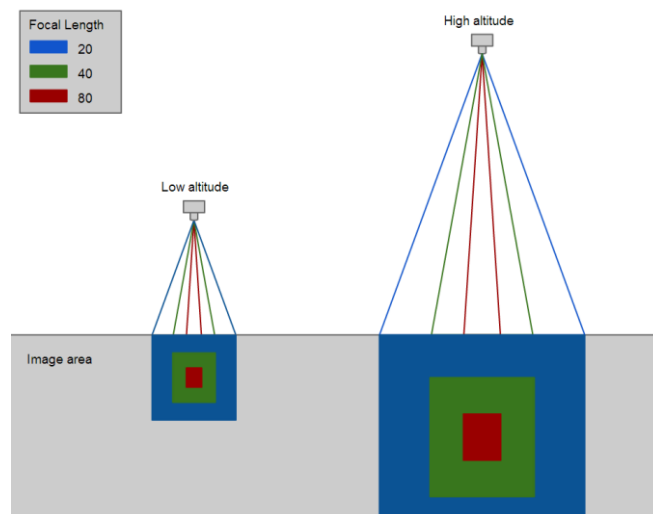 Focal Length
20
40
80
High altitude
Low altitude
Image area